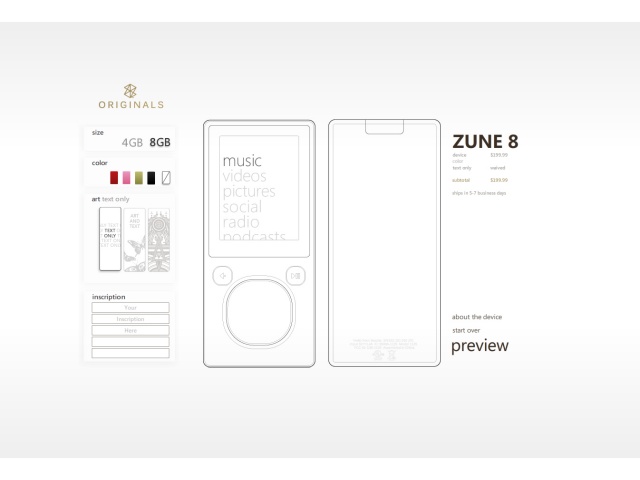 ORIGINALS
size
4GB 8GB
color
art text only
TEXT
ONLY
ART
AND
TEXT
inscription
Your
Inscription
Here
music
videos
pictures
social
radio
podcasts
ZUNE 8
device $199.99
color
text only waived
subtotal $199.99
ships in 5-7 business days
about the device
start over
preview